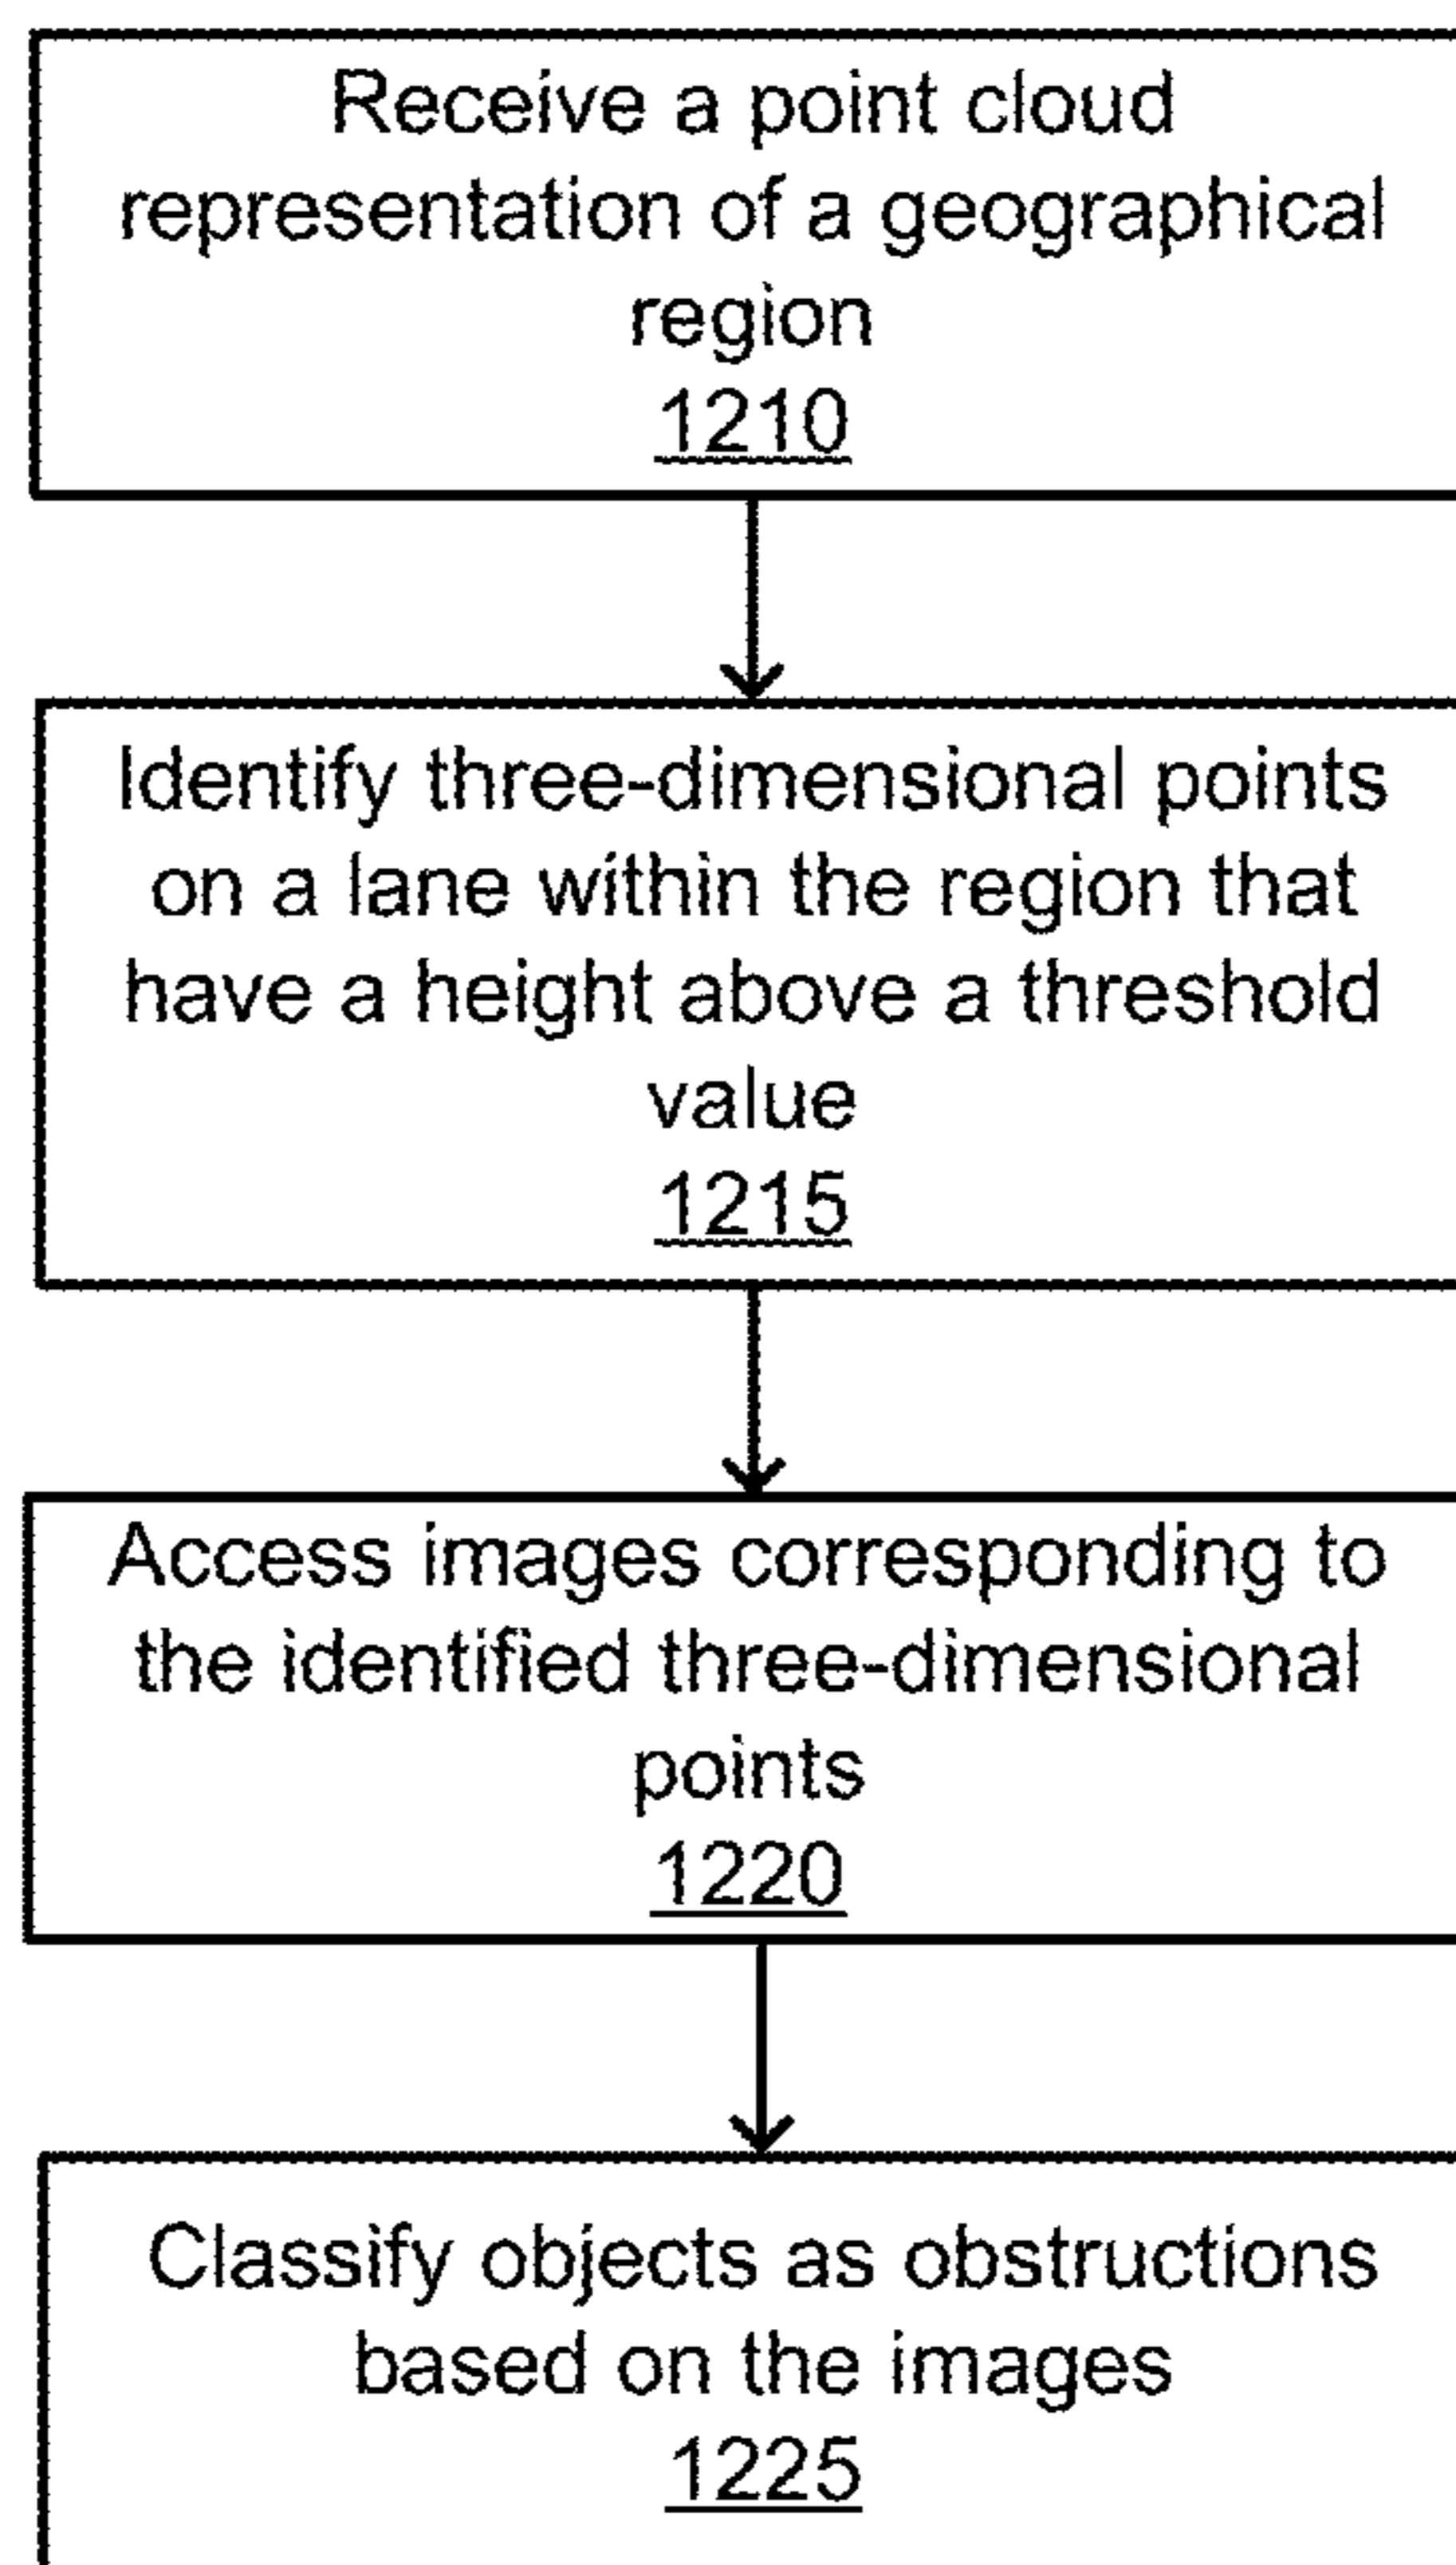 Receive a point cloud
representation of a geographical
region
1210
Identify three-dimensional points
on a lane within the region that
have a height above a threshold
value
1215
Access images corresponding to
the identified three-dimensional
points
1220
Classify objects as obstructions
based on the images
1225